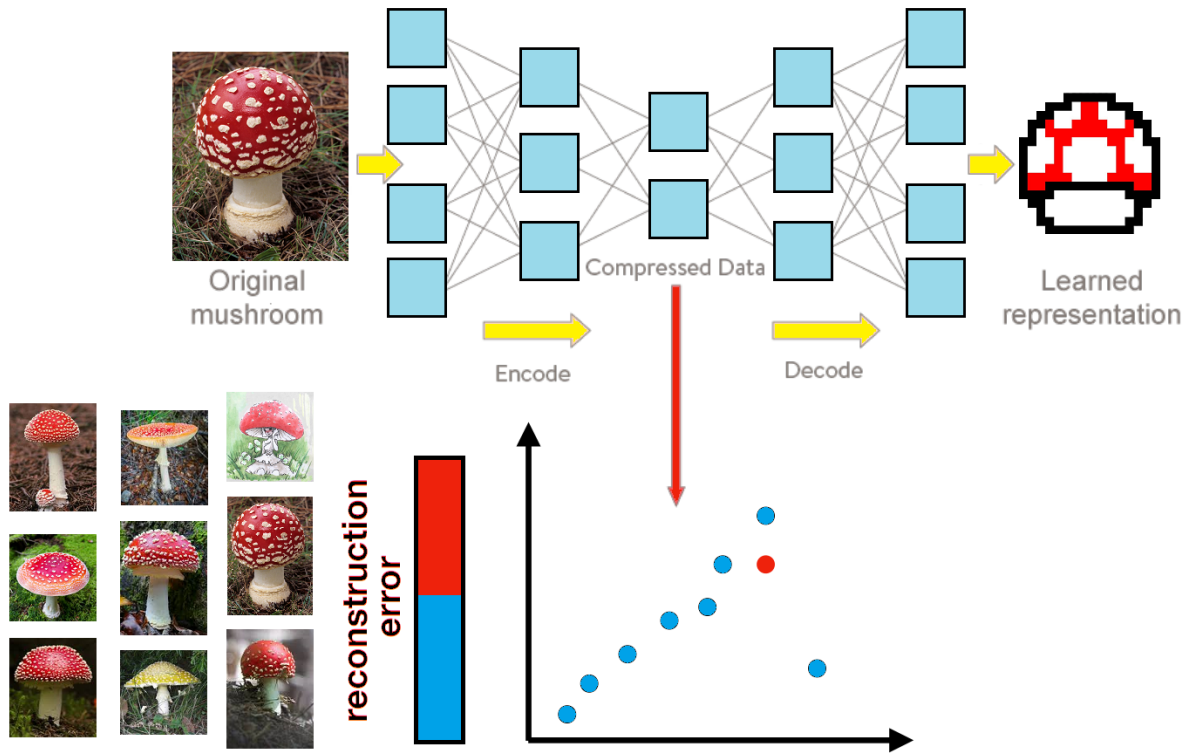 Original
mushroom
Compressed Data
Learned
representation
Encode
Decode
reconstruction
error